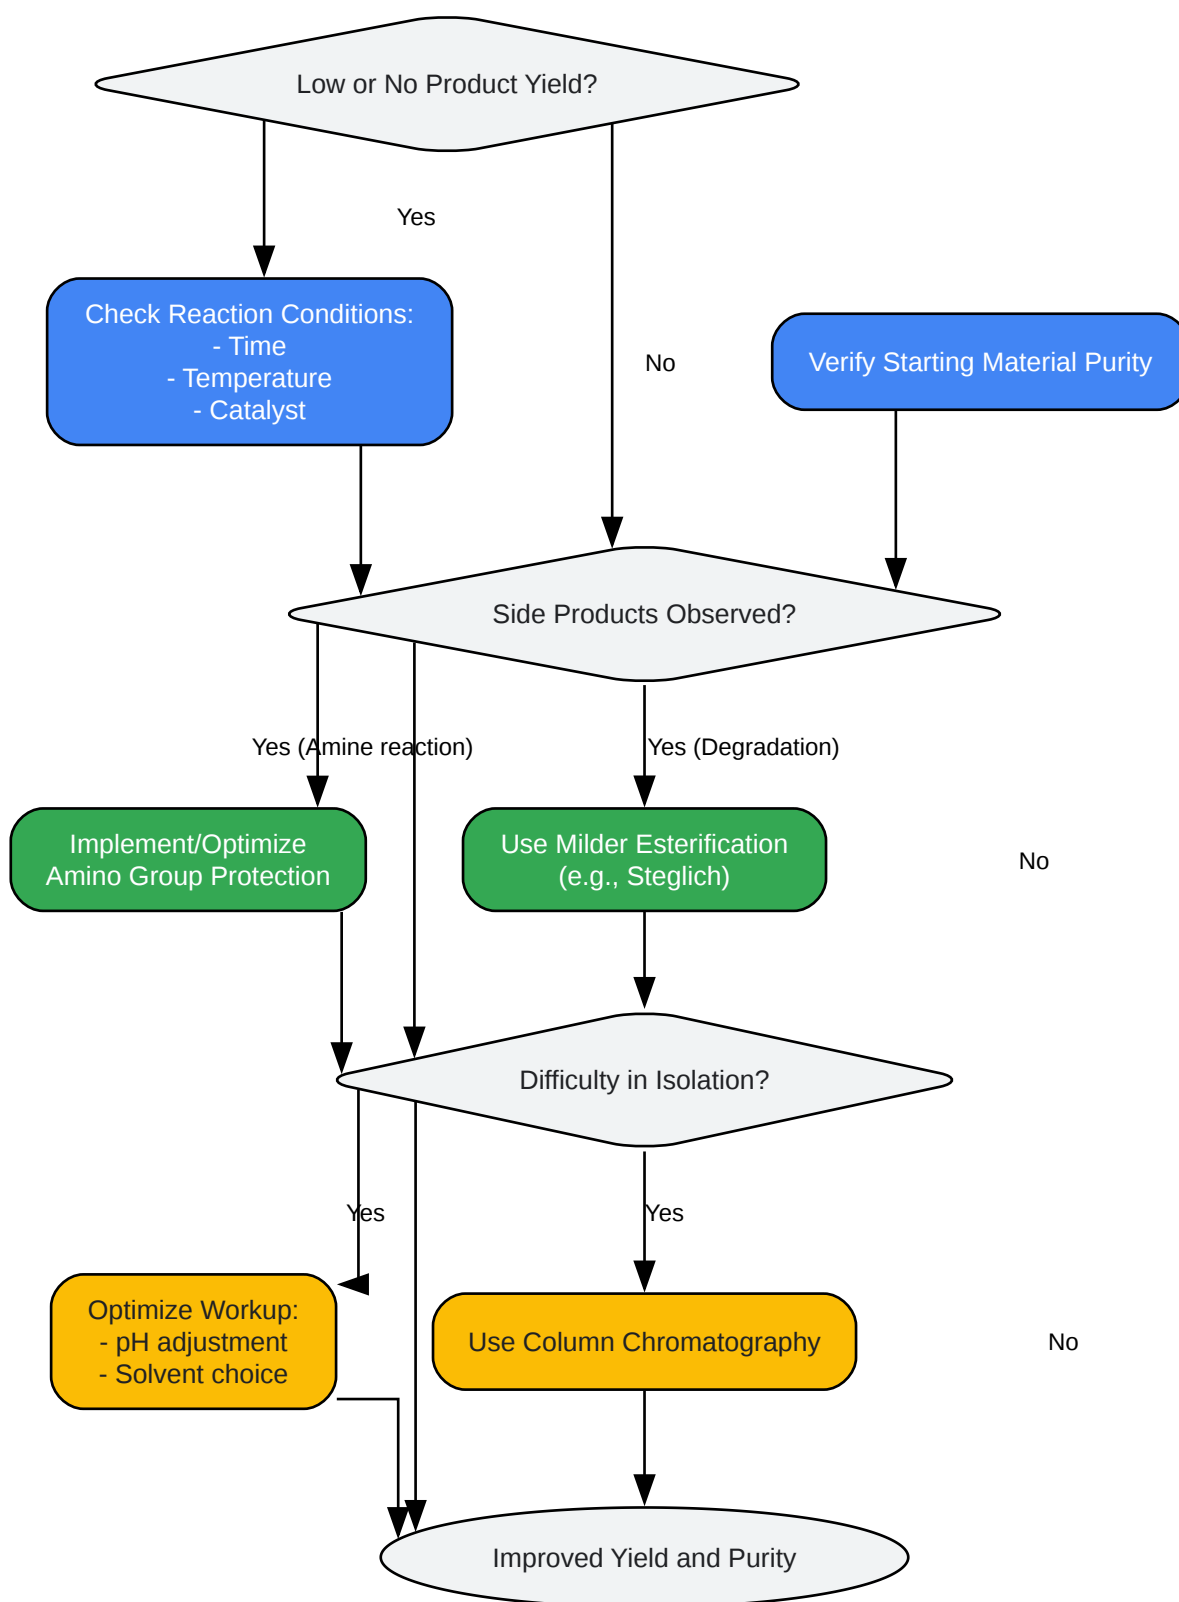 Low or No Product Yield?
Yes
Check Reaction Conditions:
- Time
- Temperature
- Catalyst
No
Verify Starting Material Purity
Side Products Observed?
Yes (Amine reaction)
Yes (Degradation)
Implement/Optimize
Amino Group Protection
Use Milder Esterification
(e.g., Steglich)
No
Difficulty in Isolation?
Yes
Yes
Optimize Workup:
- pH adjustment
- Solvent choice
Use Column Chromatography
No
Improved Yield and Purity